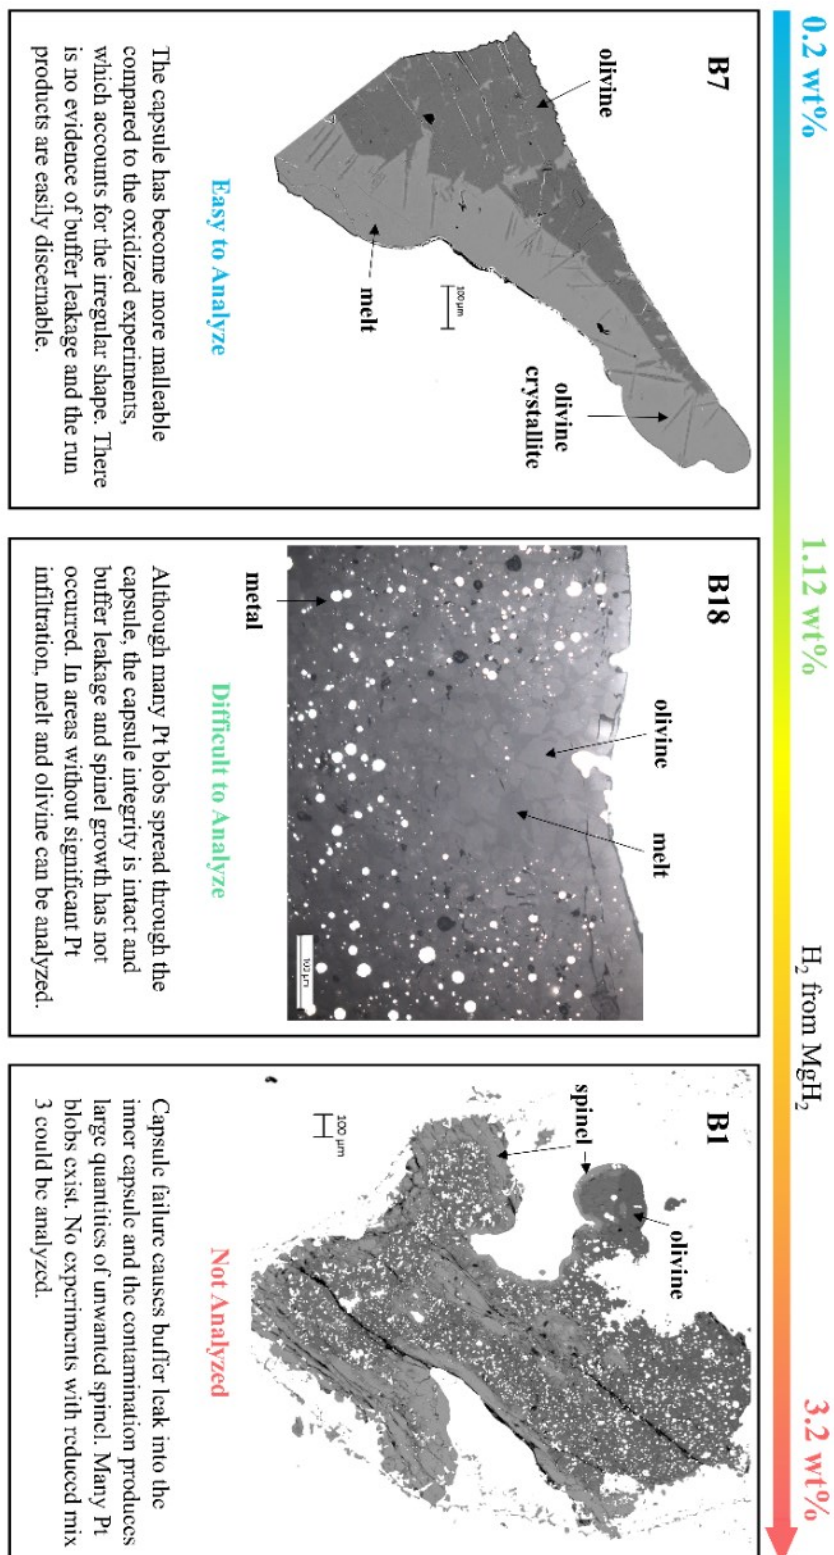 H₂ from MgH₂
0.2 wt%
1.12 wt%
3.2 wt%
B7
olivine
melt
olivine
crystallite
100 µm
Easy to Analyze
The capsule has become more malleable
compared to the oxidized experiments,
which accounts for the irregular shape. There
is no evidence of buffer leakage and the run
products are easily discernable.
B18
olivine
melt
metal
100 µm
Difficult to Analyze
Although many Pt blobs spread through the
capsule, the capsule integrity is intact and
buffer leakage and spinel growth has not
occurred. In areas without significant Pt
infiltration, melt and olivine can be analyzed.
B1
spinel
olivine
100 µm
Not Analyzed
Capsule failure causes buffer leak into the
inner capsule and the contamination produces
large quantities of unwanted spinel. Many Pt
blobs exist. No experiments with reduced mix
3 could be analyzed.